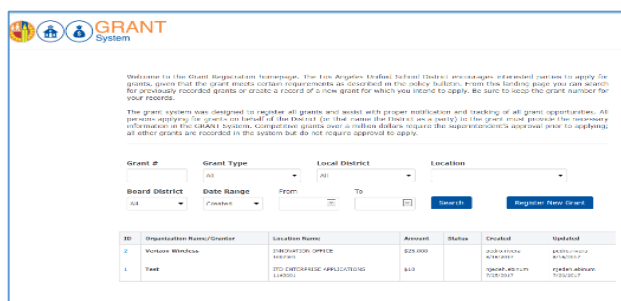 GRANT
System
Welcome to the Grant Registration homepage. The Los Angeles Unified School District encourages interested parties to apply for
grants, given that the grant meets certain requirements as described in the policy bulletin. From this landing page you can search
for previously recorded grants or create a record of a new grant for which you intend to apply. Be sure to keep the grant number for
your records.
The grant system was designed to register all grants and assist with proper notification and tracking of all grant opportunities. All
persons applying for grants on behalf of the District (or that name the District as a party) to the grant must provide the necessary
information in the GRANT System. Competitive grants over a million dollars require the superintendent's approval prior to applying;
all other grants are recorded in the system but do not require approval to apply.
Grant # Grant Type Local District Location
All All
Board District Date Range From To
All Created Search Register New Grant
ID Organization Name/Grantor Location Name Amount Status Created Updated
2 Verizon Wireless INNOVATION OFFICE $25,000
1 Test ITD ENTERPRISE APPLICATIONS $10